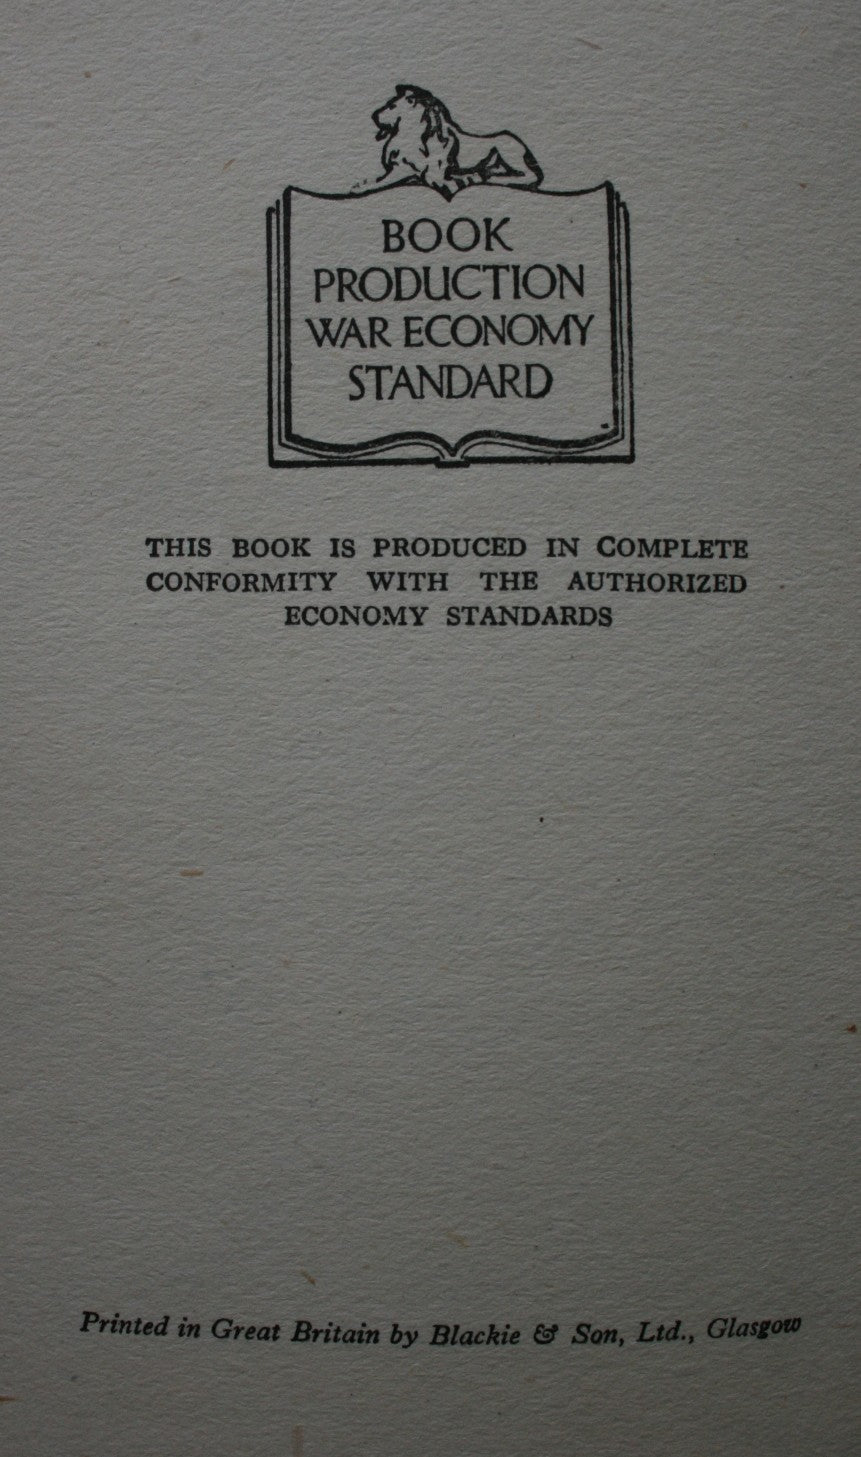 BOOK
PRODUCTION
WAR ECONOMY
STANDARD
THIS BOOK IS PRODUCED IN COMPLETE
CONFORMITY WITH THE AUTHORIZED
ECONOMY STANDARDS
Printed in Great Britain by Blackie & Son, Ltd., Glasgow